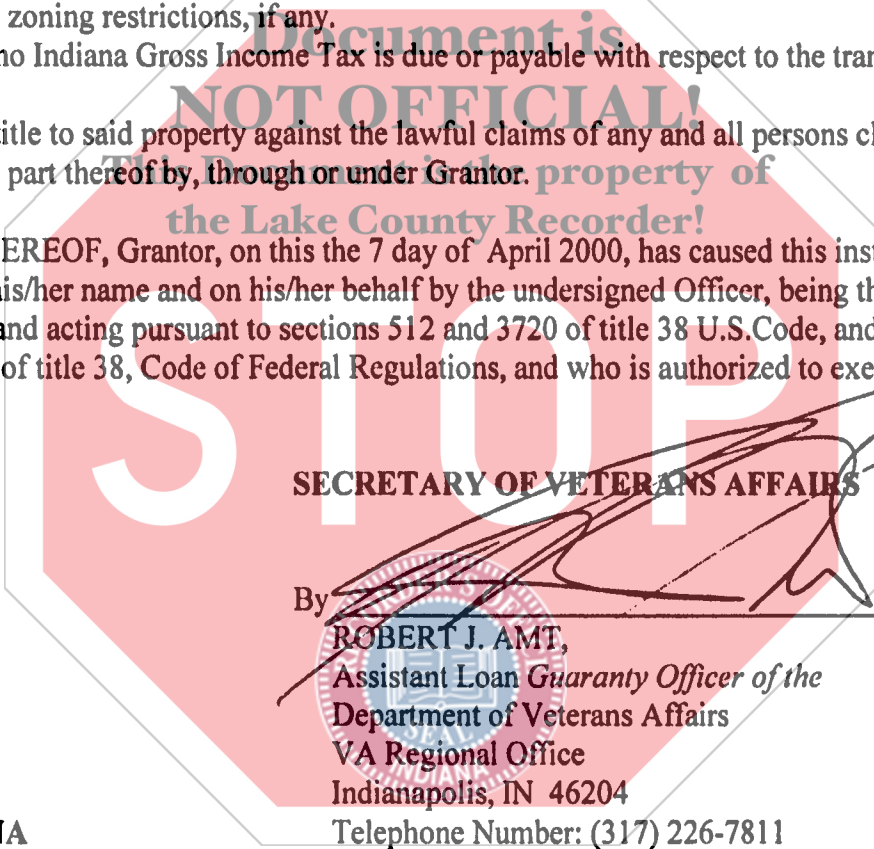 zoning restrictions, if any.
Document is
no Indiana Gross Income Tax is due or payable with respect to the tran
NOT OFFICIAL!
title to said property against the lawful claims of any and all persons cl
part thereof by, through or under Grantor.
This Document is the property of
the Lake County Recorder!
EREOF, Grantor, on this the 7 day of April 2000, has caused this inst
his/her name and on his/her behalf by the undersigned Officer, being th
and acting pursuant to sections 512 and 3720 of title 38 U.S.Code, and
of title 38, Code of Federal Regulations, and who is authorized to exe
STOP
SECRETARY OF VETERANS AFFAIRS
By
RECORDER'S OFFICE
ROBERT J. AMT,
Assistant Loan Guaranty Officer of the
Department of Veterans Affairs
SEAL
VA Regional Office
INDIANA
Indianapolis, IN 46204
NA
Telephone Number: (317) 226-7811